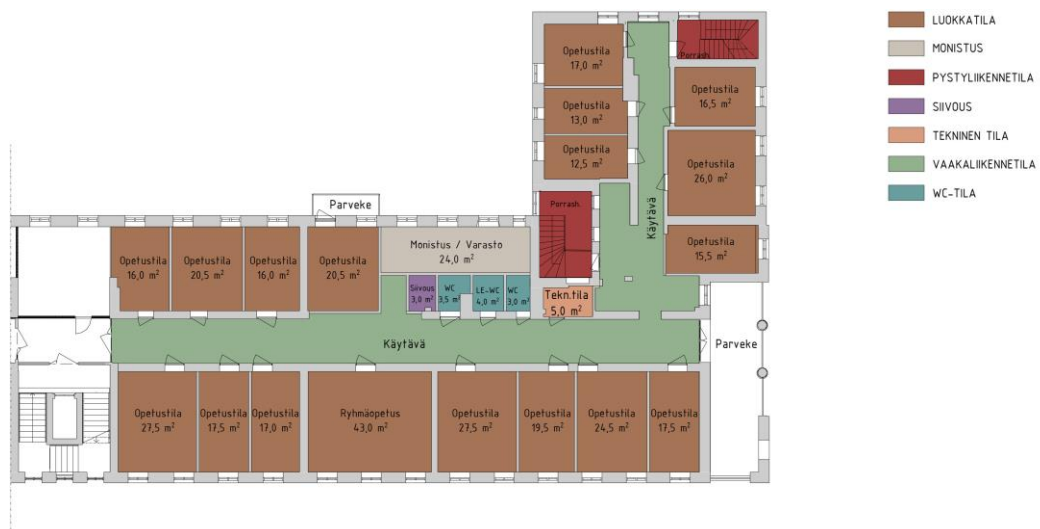 LUOKKATILA
MONISTUS
PYSTYLIIKENNETILA
SIIVOUS
TEKNINEN TILA
VAAKALIIKENNETILA
WC-TILA
Opetustila
17,0 m²
Porrash.
Opetustila
16,5 m²
Opetustila
13,0 m²
Opetustila
12,5 m²
Opetustila
26,0 m²
Porrash.
Käytävä
Opetustila
15,5 m²
Parveke
Opetustila
16,0 m²
Opetustila
20,5 m²
Opetustila
16,0 m²
Opetustila
20,5 m²
Monistus / Varasto
24,0 m²
Siivous
3,0 m²
WC
3,5 m²
LE-WC
4,0 m²
WC
3,0 m²
Tekn.tila
5,0 m²
Käytävä
Käytävä
Parveke
Opetustila
27,5 m²
Opetustila
17,5 m²
Opetustila
17,0 m²
Ryhmäopetus
43,0 m²
Opetustila
27,5 m²
Opetustila
19,5 m²
Opetustila
24,5 m²
Opetustila
17,5 m²